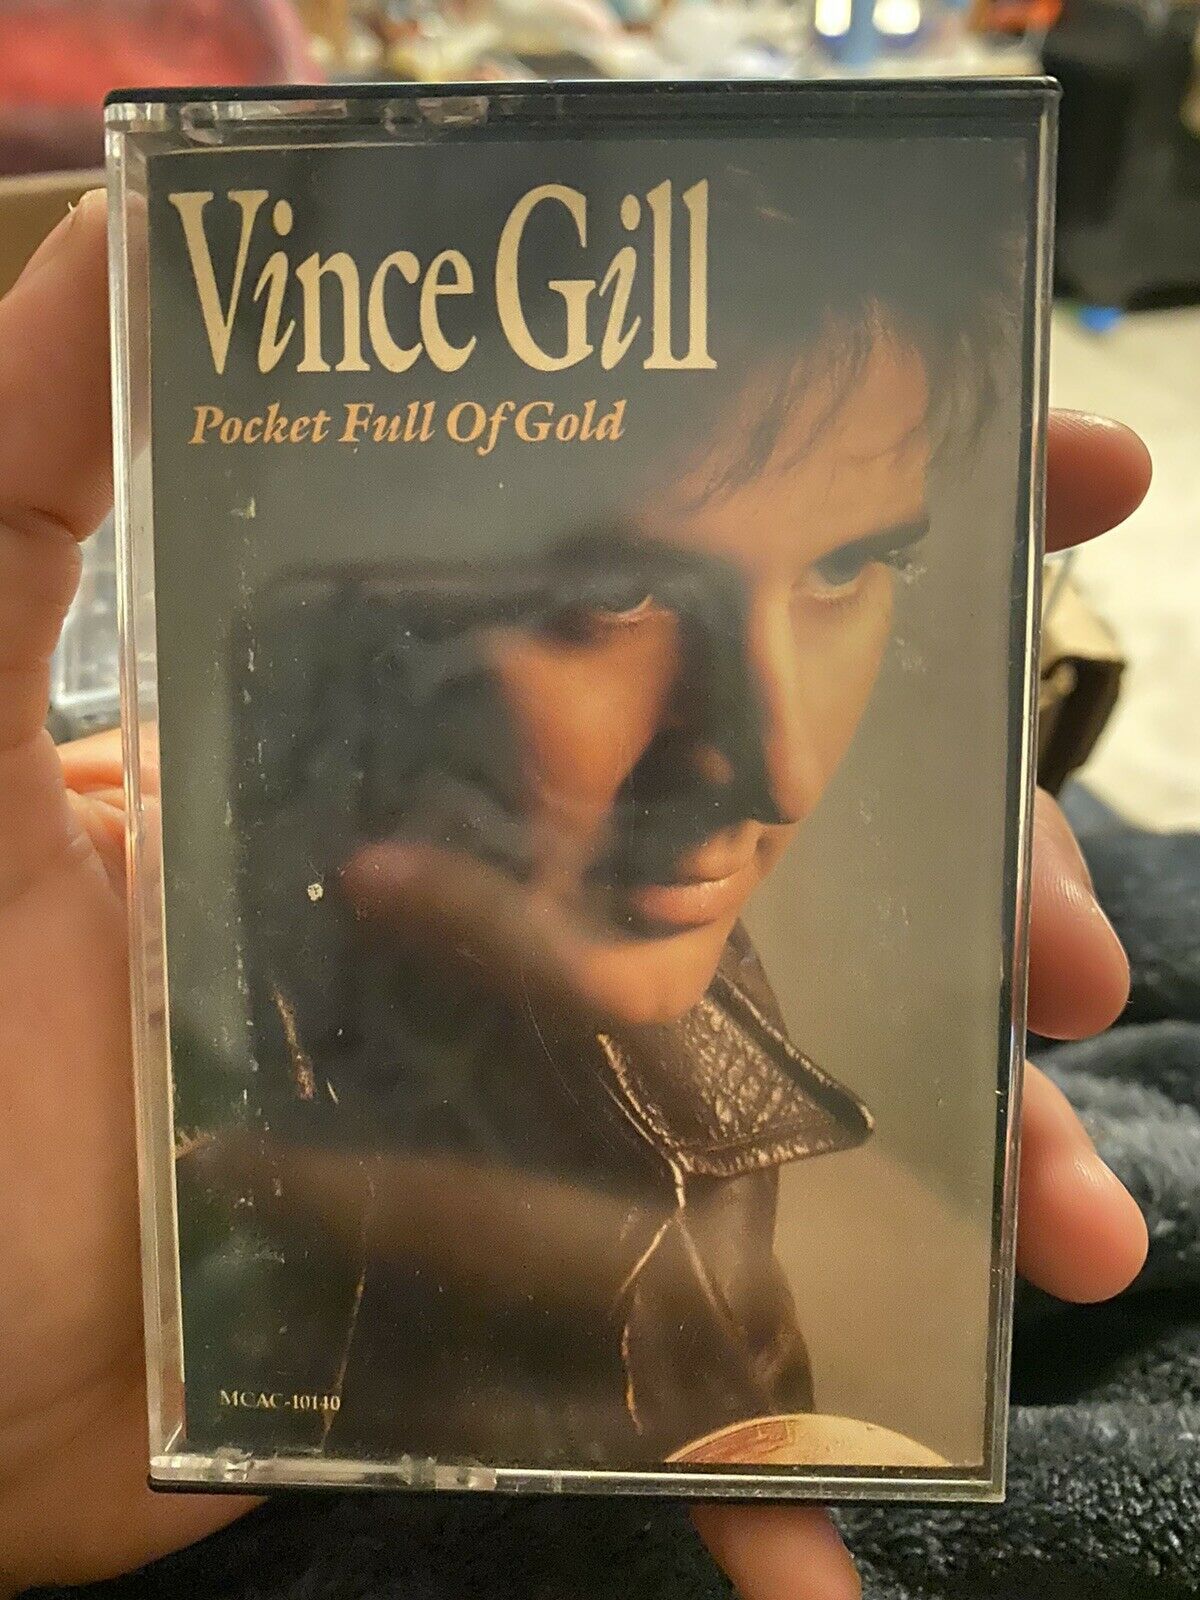 Vince Gill
Pocket Full Of Gold
MCAC-10140